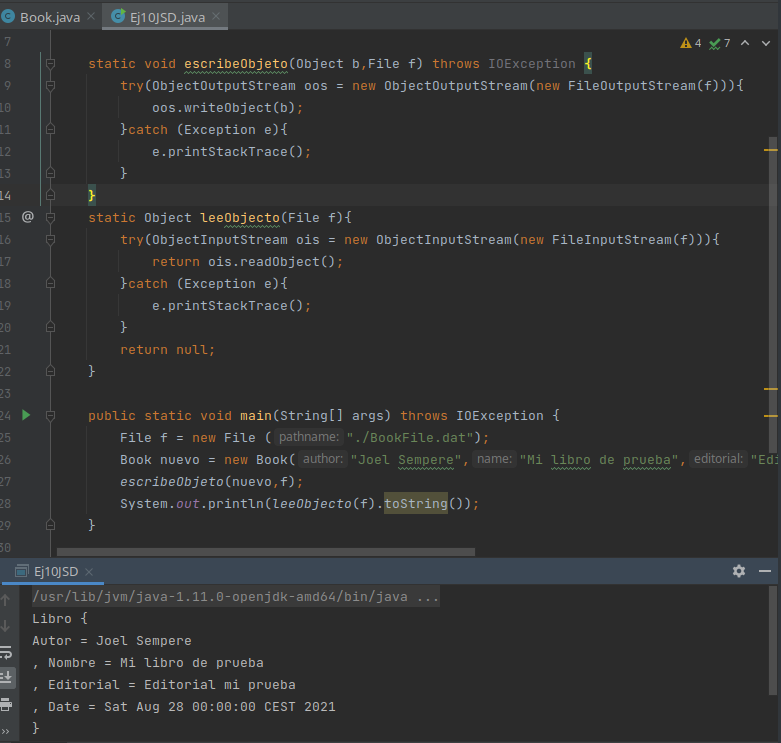 Book.java Ej10JSD.java
7 4 7
8 static void escribeObjeto(Object b,File f) throws IOException {
9 try(ObjectOutputStream oos = new ObjectOutputStream(new FileOutputStream(f))){
10 oos.writeObject(b);
11 }catch (Exception e){
12 e.printStackTrace();
13 }
14 }
15 @ static Object leeObjecto(File f){
16 try(ObjectInputStream ois = new ObjectInputStream(new FileInputStream(f))){
17 return ois.readObject();
18 }catch (Exception e){
19 e.printStackTrace();
20 }
21 return null;
22 }
23
24 public static void main(String[] args) throws IOException {
25 File f = new File ( pathname: "./BookFile.dat");
26 Book nuevo = new Book( author: "Joel Sempere", name: "Mi libro de prueba", editorial: "Edi
27 escribeObjeto(nuevo,f);
28 System.out.println(leeObjecto(f).toString());
29 }
30
Ej10JSD
/usr/lib/jvm/java-1.11.0-openjdk-amd64/bin/java ...
Libro {
Autor = Joel Sempere
, Nombre = Mi libro de prueba
, Editorial = Editorial mi prueba
, Date = Sat Aug 28 00:00:00 CEST 2021
}